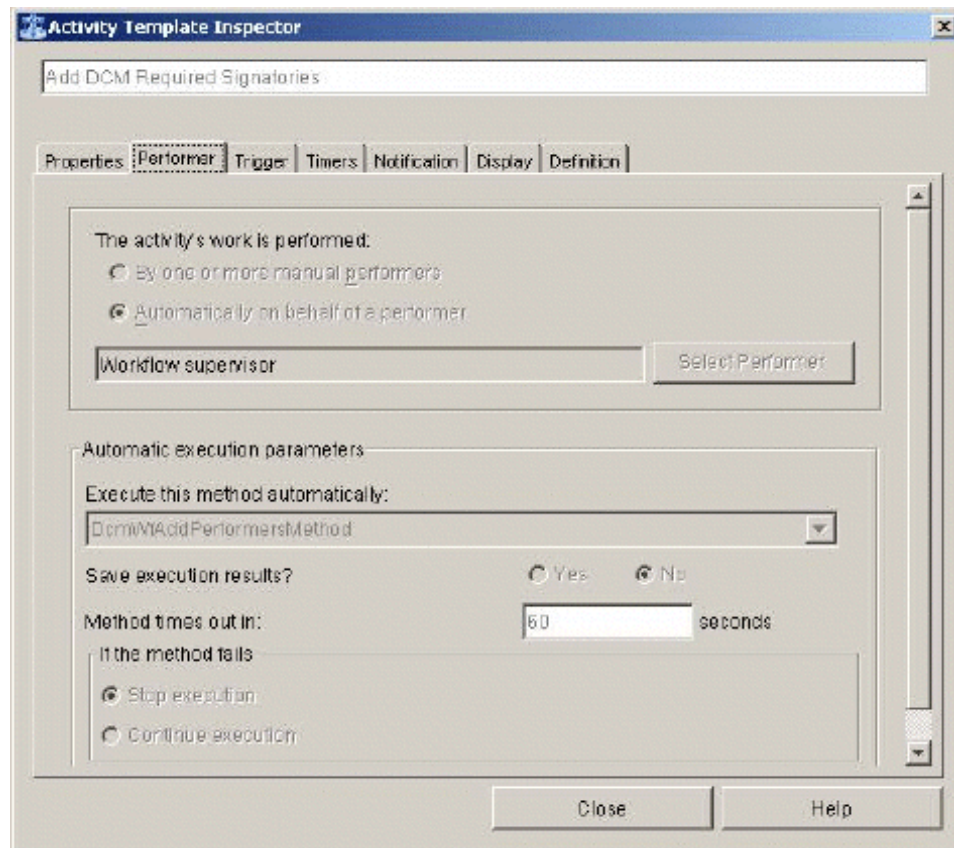 Activity Template Inspector
Add DCM Required Signatories
Properties Performer Trigger Timers Notification Display Definition
The activity's work is performed:
By one or more manual performers
Automatically on behalf of a performer
Workflow supervisor Select Performer
Automatic execution parameters
Execute this method automatically:
DcmWfAddPerformersMethod
Save execution results? Yes No
Method times out in: 60 seconds
If the method fails
Stop execution
Continue execution
Close Help